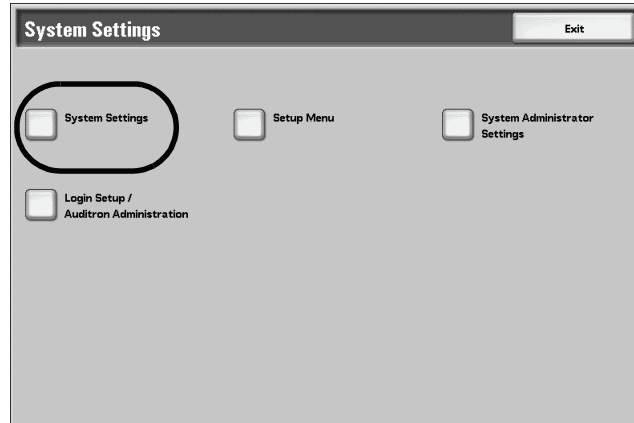 System Settings
Exit
System Settings
Setup Menu
System Administrator
Settings
Login Setup /
Auditron Administration